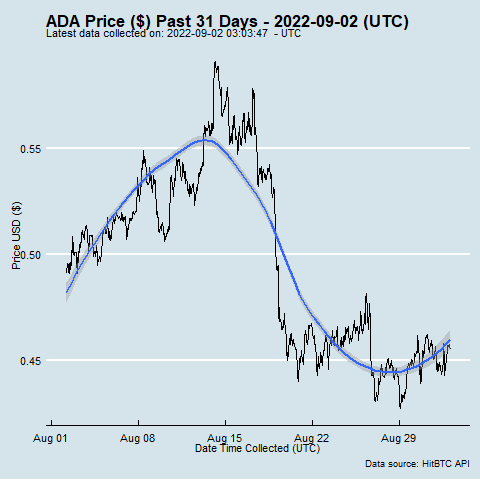 ADA Price ($) Past 31 Days - 2022-09-02 (UTC)
Latest data collected on: 2022-09-02 03:03:47  - UTC
Price USD ($)
0.55
0.50
0.45
Aug 01
Aug 08
Aug 15
Aug 22
Aug 29
Date Time Collected (UTC)
Data source: HitBTC API